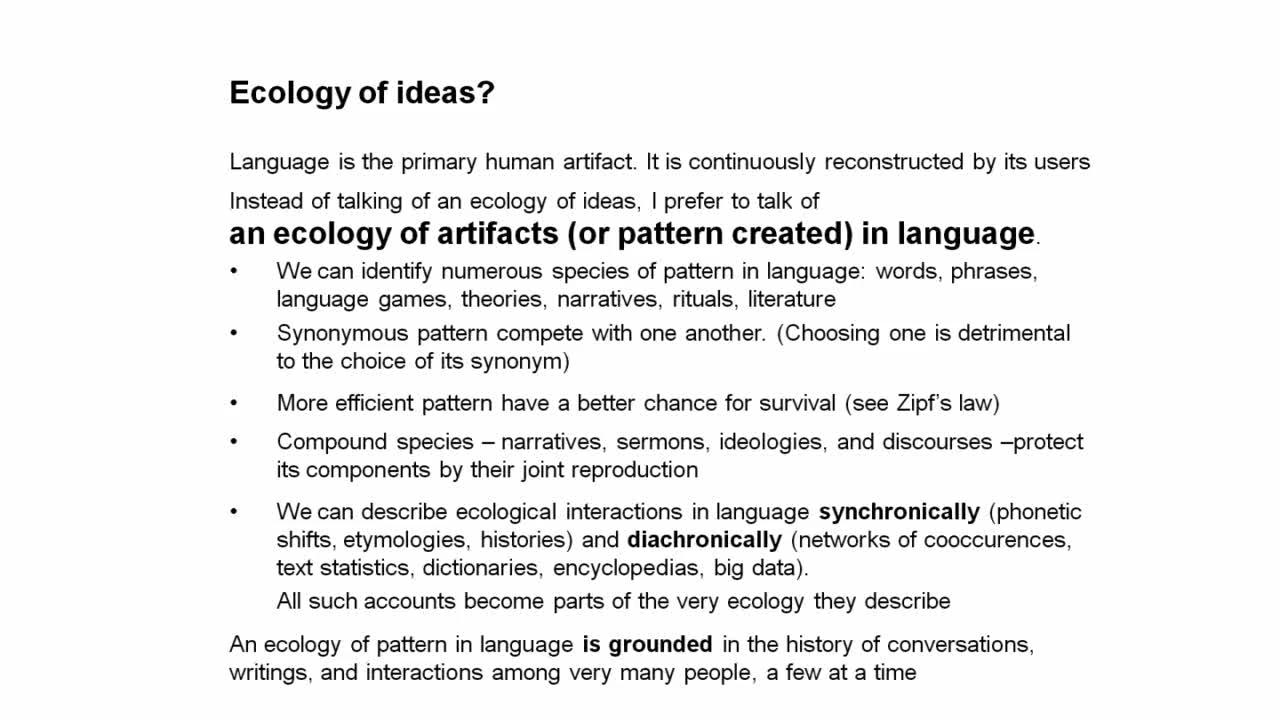 Ecology of ideas?
Language is the primary human artifact. It is continuously reconstructed by its users
Instead of talking of an ecology of ideas, I prefer to talk of
an ecology of artifacts (or pattern created) in language.
• We can identify numerous species of pattern in language: words, phrases,
language games, theories, narratives, rituals, literature
• Synonymous pattern compete with one another. (Choosing one is detrimental
to the choice of its synonym)
• More efficient pattern have a better chance for survival (see Zipf’s law)
• Compound species – narratives, sermons, ideologies, and discourses –protect
its components by their joint reproduction
• We can describe ecological interactions in language synchronically (phonetic
shifts, etymologies, histories) and diachronically (networks of cooccurences,
text statistics, dictionaries, encyclopedias, big data).
All such accounts become parts of the very ecology they describe
An ecology of pattern in language is grounded in the history of conversations,
writings, and interactions among very many people, a few at a time